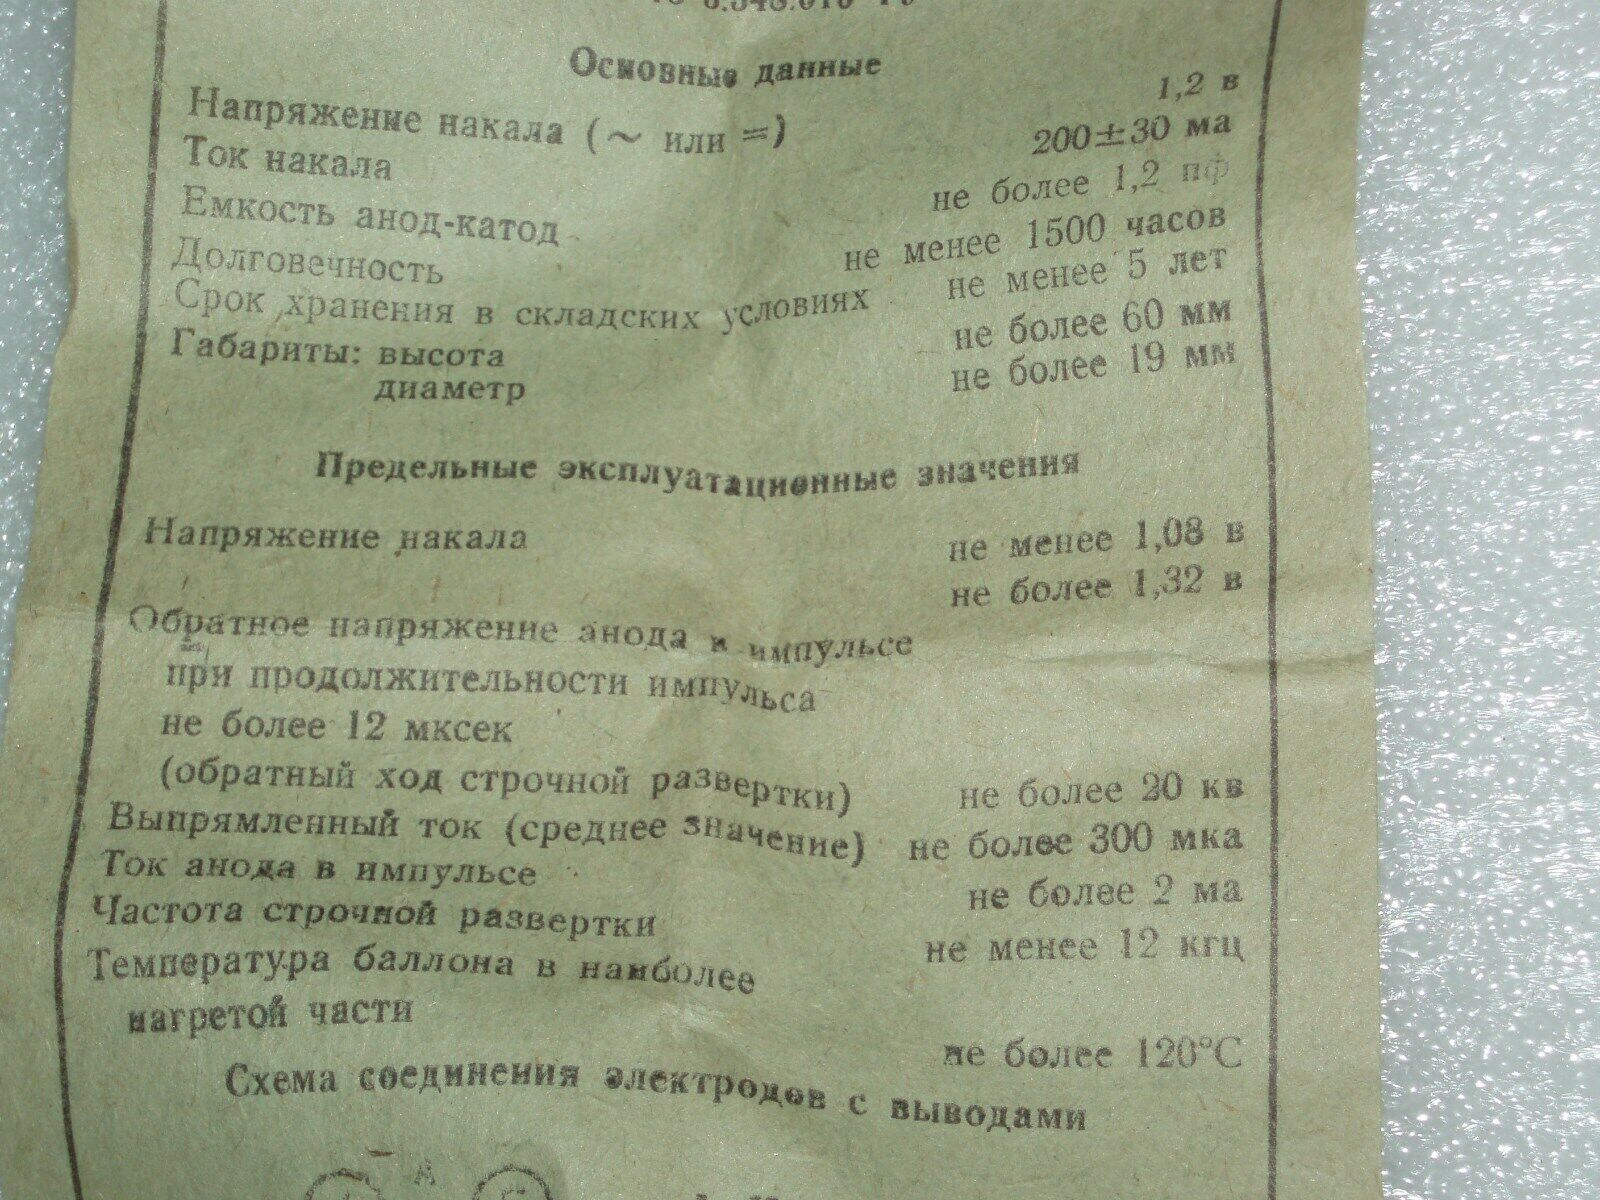 Основные данные
Напряжение накала (~ или =) 1,2 в
Ток накала 200±30 ма
Емкость анод-катод не более 1,2 пф
Долговечность не менее 1500 часов
Срок хранения в складских условиях не менее 5 лет
Габариты: высота не более 60 мм
диаметр не более 19 мм
Предельные эксплуатационные значения
Напряжение накала не менее 1,08 в
не более 1,32 в
Обратное напряжение анода в импульсе
при продолжительности импульса
не более 12 мксек
(обратный ход строчной развертки) не более 20 кв
Выпрямленный ток (среднее значение) не более 300 мка
Ток анода в импульсе не более 2 ма
Частота строчной развертки не менее 12 кгц
Температура баллона в наиболее
нагретой части не более 120°С
Схема соединения электродов с выводами